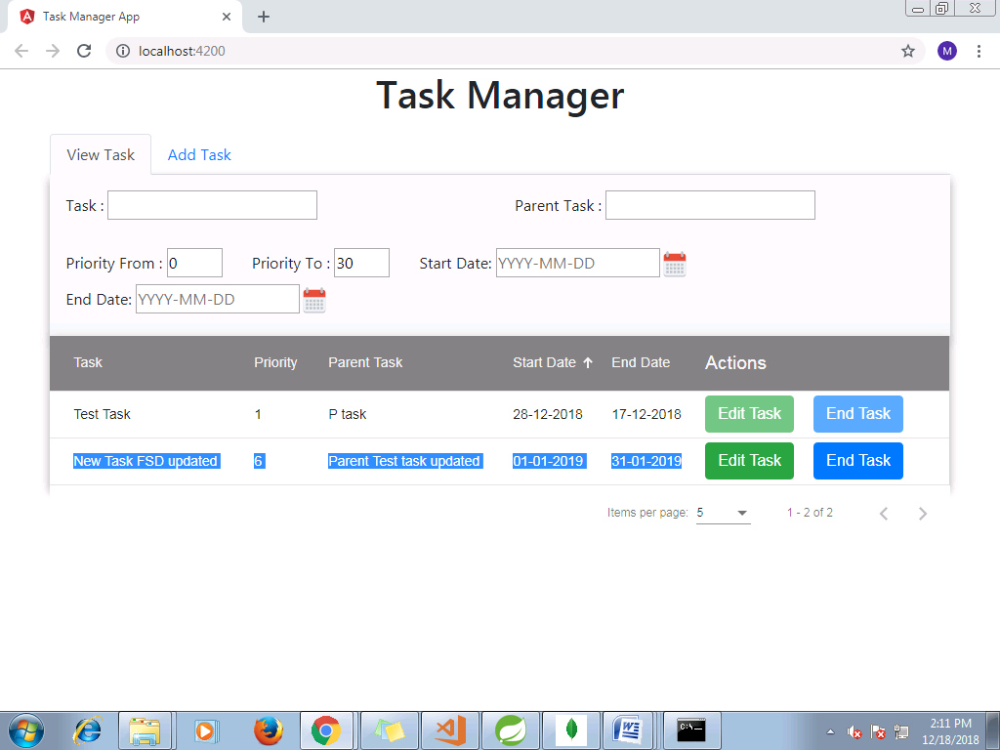 Task Manager App
localhost:4200
M
Task Manager
View Task Add Task
Task : Parent Task :
Priority From : 0 Priority To : 30 Start Date: YYYY-MM-DD
End Date: YYYY-MM-DD
Task Priority Parent Task Start Date End Date Actions
Test Task 1 P task 28-12-2018 17-12-2018 Edit Task End Task
New Task FSD updated 6 Parent Test task updated 01-01-2019 31-01-2019 Edit Task End Task
Items per page: 5 1 - 2 of 2
2:11 PM
12/18/2018